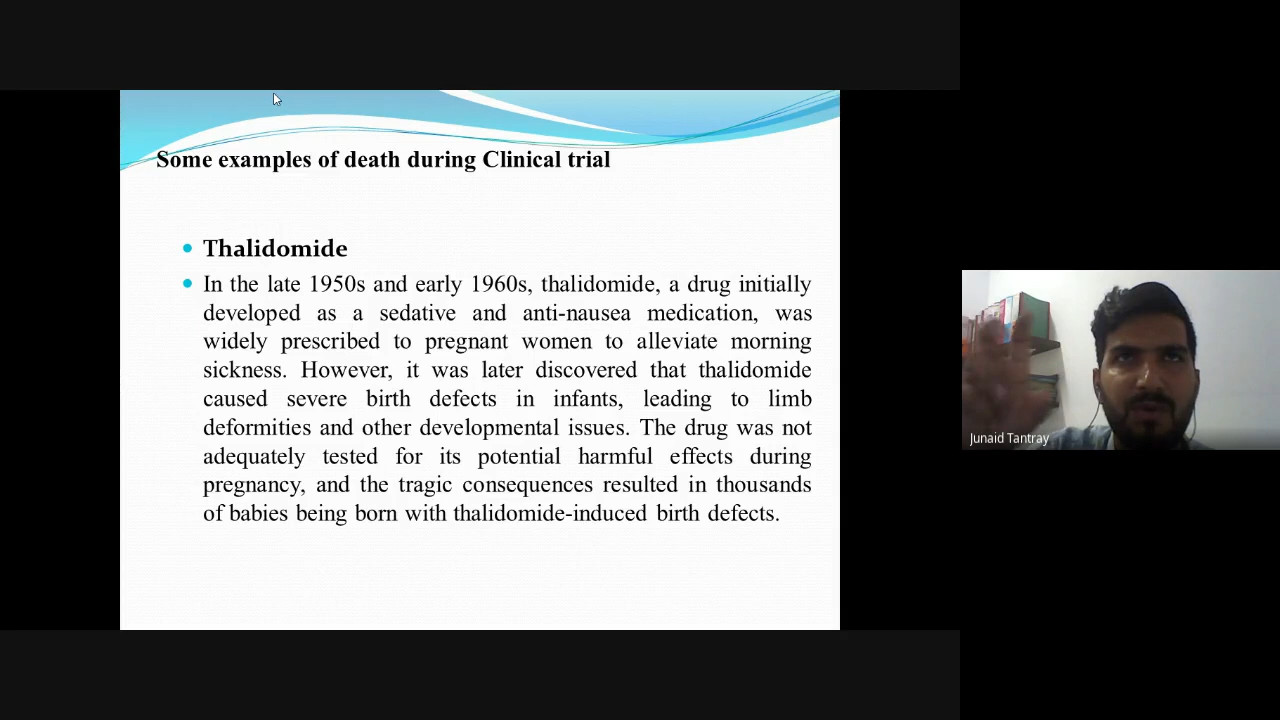 Some examples of death during Clinical trial
Thalidomide
In the late 1950s and early 1960s, thalidomide, a drug initially
developed as a sedative and anti-nausea medication, was
widely prescribed to pregnant women to alleviate morning
sickness. However, it was later discovered that thalidomide
caused severe birth defects in infants, leading to limb
deformities and other developmental issues. The drug was not
adequately tested for its potential harmful effects during
pregnancy, and the tragic consequences resulted in thousands
of babies being born with thalidomide-induced birth defects.
Junaid Tantray